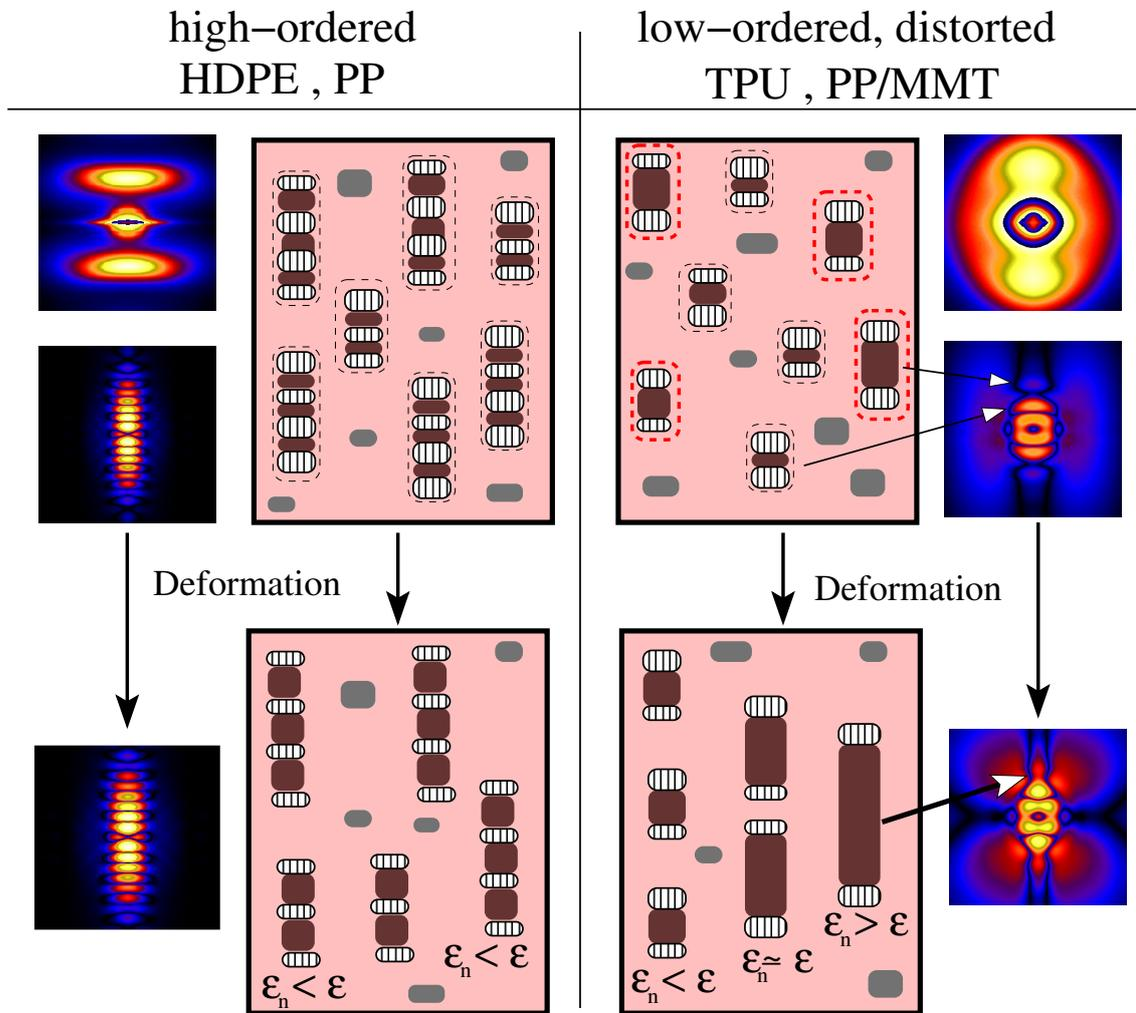 high−ordered
HDPE , PP
low−ordered, distorted
TPU , PP/MMT
Deformation
Deformation
εn < ε
εn < ε
εn < ε
εn ≃ ε
εn > ε